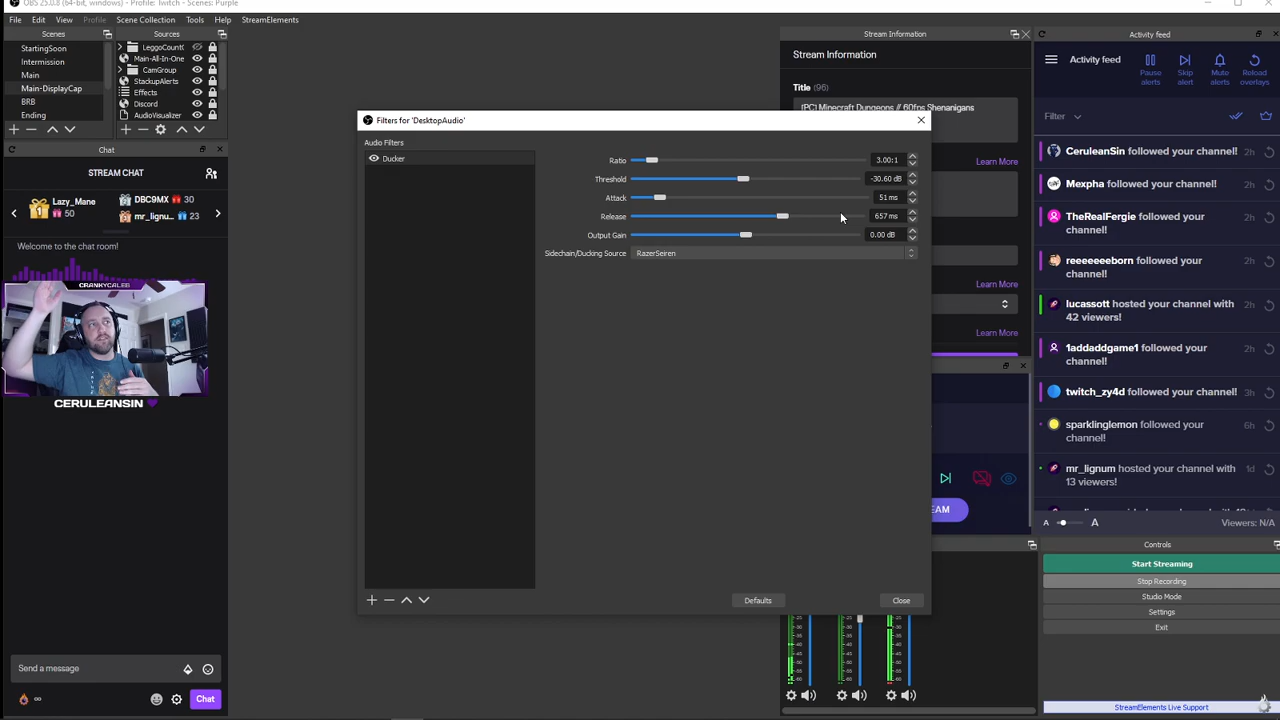 OBS 25.0.8 (64-bit, windows) - Profile: Twitch - Scenes: Purple
File Edit View Profile Scene Collection Tools Help StreamElements
Scenes
StartingSoon
Intermission
Main
Main-DisplayCap
BRB
Ending
Sources
LeggoCountK
Main-All-In-One
CamGroup
StackupAlerts
Effects
Discord
AudioVisualizer
Chat
STREAM CHAT
Lazy_Mane
50
DBC9MX 30
mr_lignu... 23
Welcome to the chat room!
CRANKYCALEB
CERULEANSIN
Send a message
Chat
Filters for 'DesktopAudio'
Audio Filters
Ducker
Ratio 3.00:1
Threshold -30.60 dB
Attack 51 ms
Release 657 ms
Output Gain 0.00 dB
Sidechain/Ducking Source RazerSeiren
Defaults
Close
Stream Information
Stream Information
Title (96)
[PC] Minecraft Dungeons // 60fps Shenanigans
Learn More
Learn More
Learn More
EAM
Activity feed
Activity feed
Pause alerts
Skip alert
Mute alerts
Reload overlays
Filter
CeruleanSin followed your channel! 2h
Mexpha followed your channel! 2h
TheRealFergie followed your channel! 2h
reeeeeeborn followed your channel! 2h
lucassott hosted your channel with 42 viewers! 2h
1addaddgame1 followed your channel! 2h
twitch_zy4d followed your channel! 3h
sparklinglemon followed your channel! 6h
mr_lignum hosted your channel with 13 viewers! 1d
A A Viewers: N/A
Controls
Start Streaming
Stop Recording
Studio Mode
Settings
Exit
StreamElements Live Support